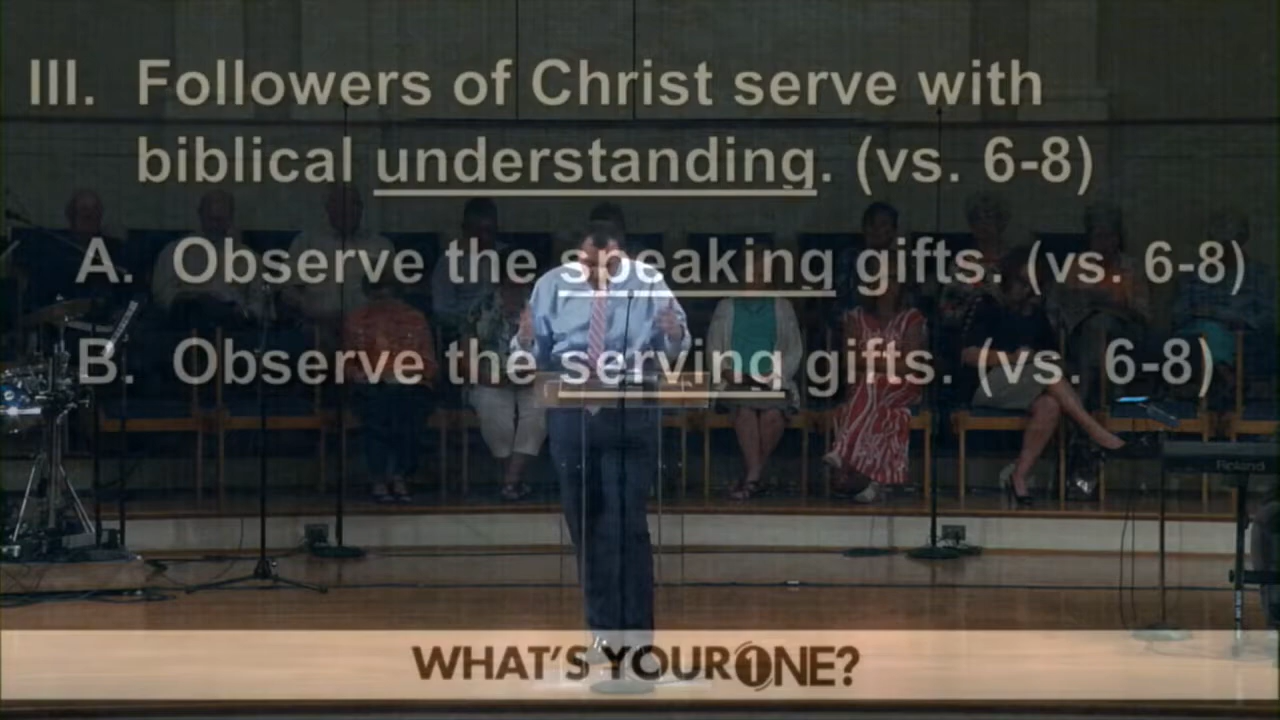 III. Followers of Christ serve with
biblical understanding. (vs. 6-8)
A. Observe the speaking gifts. (vs. 6-8)
B. Observe the serving gifts. (vs. 6-8)
Roland
WHAT'S YOUR 1NE?